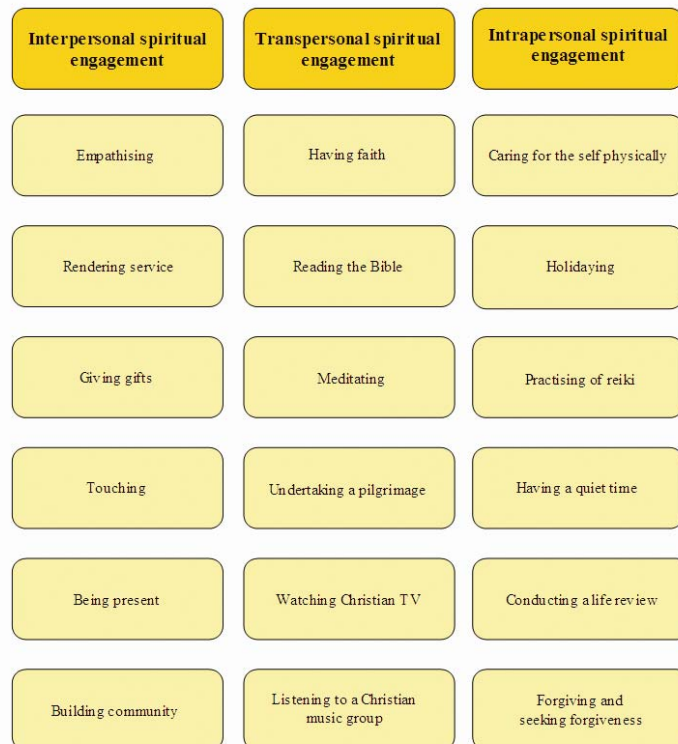 Interpersonal spiritual
engagement
Transpersonal spiritual
engagement
Intrapersonal spiritual
engagement
Empathising
Having faith
Caring for the self physically
Rendering service
Reading the Bible
Holidaying
Giving gifts
Meditating
Practising of reiki
Touching
Undertaking a pilgrimage
Having a quiet time
Being present
Watching Christian TV
Conducting a life review
Building community
Listening to a Christian
music group
Forgiving and
seeking forgiveness